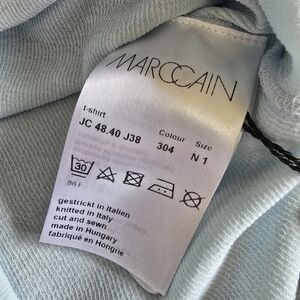 MARCCAIN
t-shirt
Colour Size
JC 48.40 J38 304 N 1
30
gestrickt in Italien
knitted in Italy
cut and sewn
made in Hungary
fabriqué en Hongrie